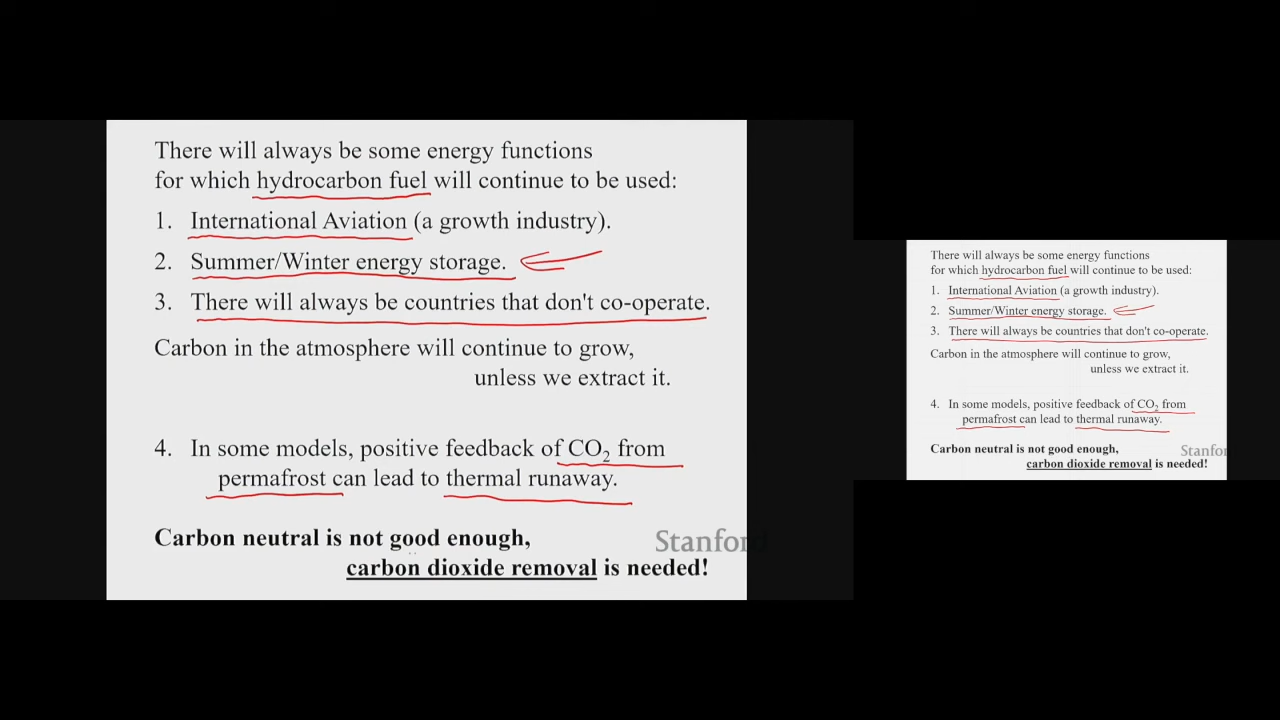 There will always be some energy functions
for which hydrocarbon fuel will continue to be used:
1. International Aviation (a growth industry).
2. Summer/Winter energy storage.
3. There will always be countries that don't co-operate.
Carbon in the atmosphere will continue to grow,
unless we extract it.
4. In some models, positive feedback of CO2 from
permafrost can lead to thermal runaway.
Carbon neutral is not good enough,
Stanford
carbon dioxide removal is needed!
There will always be some energy functions
for which hydrocarbon fuel will continue to be used:
1. International Aviation (a growth industry).
2. Summer/Winter energy storage.
3. There will always be countries that don't co-operate.
Carbon in the atmosphere will continue to grow,
unless we extract it.
4. In some models, positive feedback of CO2 from
permafrost can lead to thermal runaway.
Carbon neutral is not good enough,
Stanfor
carbon dioxide removal is needed!